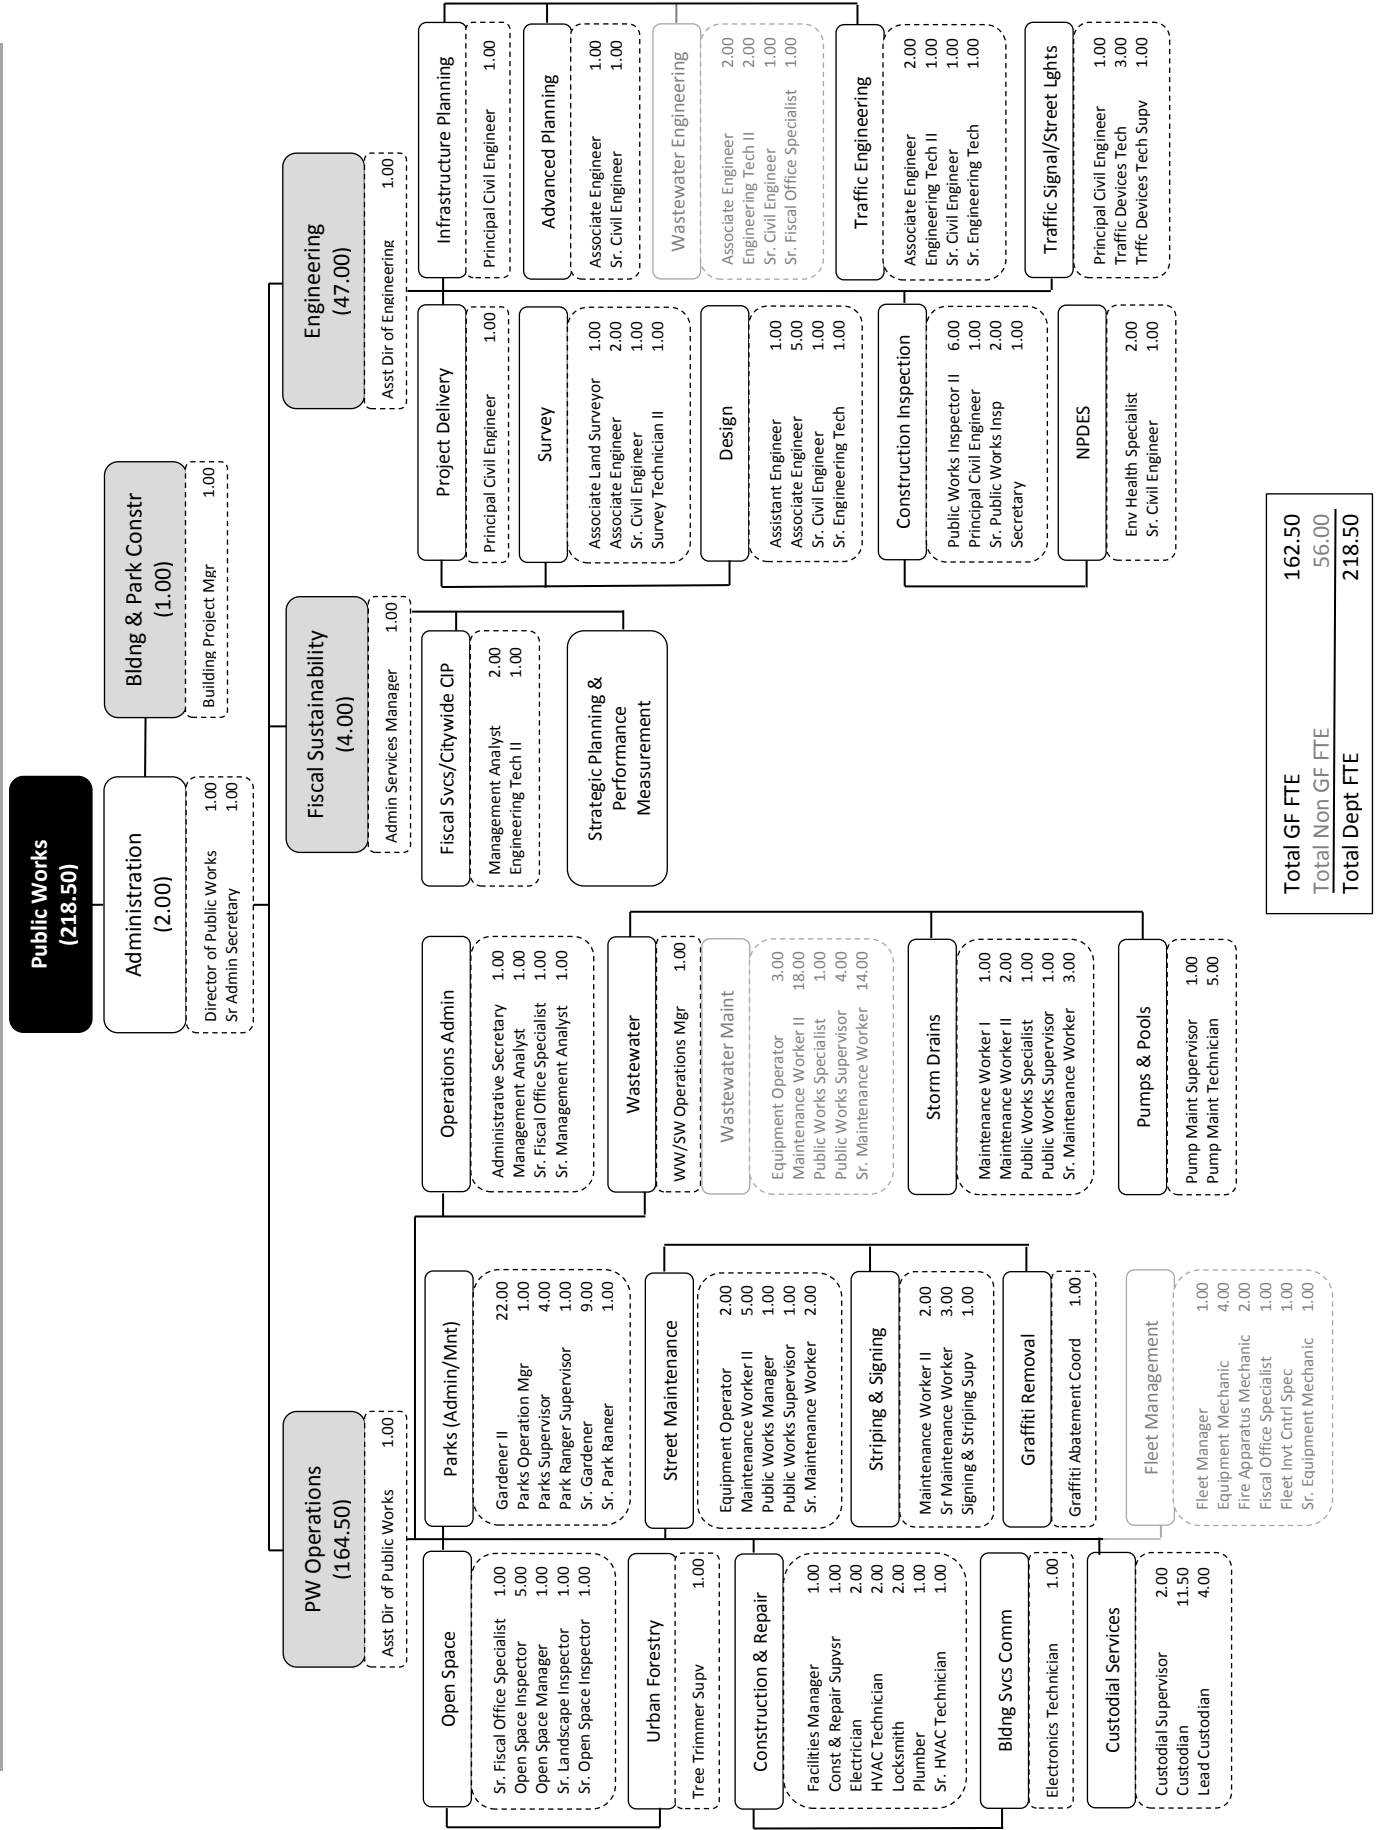 Public Works
(218.50)
Administration
(2.00)
Director of Public Works 1.00
Sr Admin Secretary 1.00
Bldng & Park Constr
(1.00)
Building Project Mgr 1.00
PW Operations
(164.50)
Asst Dir of Public Works 1.00
Fiscal Sustainability
(4.00)
Admin Services Manager 1.00
Engineering
(47.00)
Asst Dir of Engineering 1.00
Open Space
Sr. Fiscal Office Specialist 1.00
Open Space Inspector 5.00
Open Space Manager 1.00
Sr. Landscape Inspector 1.00
Sr. Open Space Inspector 1.00
Urban Forestry
Tree Trimmer Supv 1.00
Construction & Repair
Facilities Manager 1.00
Const & Repair Supvsr 1.00
Electrician 2.00
HVAC Technician 2.00
Locksmith 2.00
Plumber 1.00
Sr. HVAC Technician 1.00
Bldng Svcs Comm
Electronics Technician 1.00
Custodial Services
Custodial Supervisor 2.00
Custodian 11.50
Lead Custodian 4.00
Parks (Admin/Mnt)
Gardener II 22.00
Parks Operation Mgr 1.00
Parks Supervisor 4.00
Park Ranger Supervisor 1.00
Sr. Gardener 9.00
Sr. Park Ranger 1.00
Street Maintenance
Equipment Operator 2.00
Maintenance Worker II 5.00
Public Works Manager 1.00
Public Works Supervisor 1.00
Sr. Maintenance Worker 2.00
Striping & Signing
Maintenance Worker II 2.00
Sr Maintenance Worker 3.00
Signing & Striping Supv 1.00
Graffiti Removal
Graffiti Abatement Coord 1.00
Fleet Management
Fleet Manager 1.00
Equipment Mechanic 4.00
Fire Apparatus Mechanic 2.00
Fiscal Office Specialist 1.00
Fleet Invt Cntrl Spec 1.00
Sr. Equipment Mechanic 1.00
Operations Admin
Administrative Secretary 1.00
Management Analyst 1.00
Sr. Fiscal Office Specialist 1.00
Sr. Management Analyst 1.00
Wastewater
WW/SW Operations Mgr 1.00
Wastewater Maint
Equipment Operator 3.00
Maintenance Worker II 18.00
Public Works Specialist 1.00
Public Works Supervisor 4.00
Sr. Maintenance Worker 14.00
Storm Drains
Maintenance Worker I 1.00
Maintenance Worker II 2.00
Public Works Specialist 1.00
Public Works Supervisor 1.00
Sr. Maintenance Worker 3.00
Pumps & Pools
Pump Maint Supervisor 1.00
Pump Maint Technician 5.00
Fiscal Svcs/Citywide CIP
Management Analyst 2.00
Engineering Tech II 1.00
Strategic Planning &
Performance
Measurement
Project Delivery
Principal Civil Engineer 1.00
Survey
Associate Land Surveyor 1.00
Associate Engineer 2.00
Sr. Civil Engineer 1.00
Survey Technician II 1.00
Design
Assistant Engineer 1.00
Associate Engineer 5.00
Sr. Civil Engineer 1.00
Sr. Engineering Tech 1.00
Construction Inspection
Public Works Inspector II 6.00
Principal Civil Engineer 1.00
Sr. Public Works Insp 2.00
Secretary 1.00
NPDES
Env Health Specialist 2.00
Sr. Civil Engineer 1.00
Infrastructure Planning
Principal Civil Engineer 1.00
Advanced Planning
Associate Engineer 1.00
Sr. Civil Engineer 1.00
Wastewater Engineering
Associate Engineer 2.00
Engineering Tech II 2.00
Sr. Civil Engineer 1.00
Sr. Fiscal Office Specialist 1.00
Traffic Engineering
Associate Engineer 2.00
Engineering Tech II 1.00
Sr. Civil Engineer 1.00
Sr. Engineering Tech 1.00
Traffic Signal/Street Lghts
Principal Civil Engineer 1.00
Traffic Devices Tech 3.00
Trffc Devices Tech Supv 1.00
Total GF FTE 162.50
Total Non GF FTE 56.00
Total Dept FTE 218.50